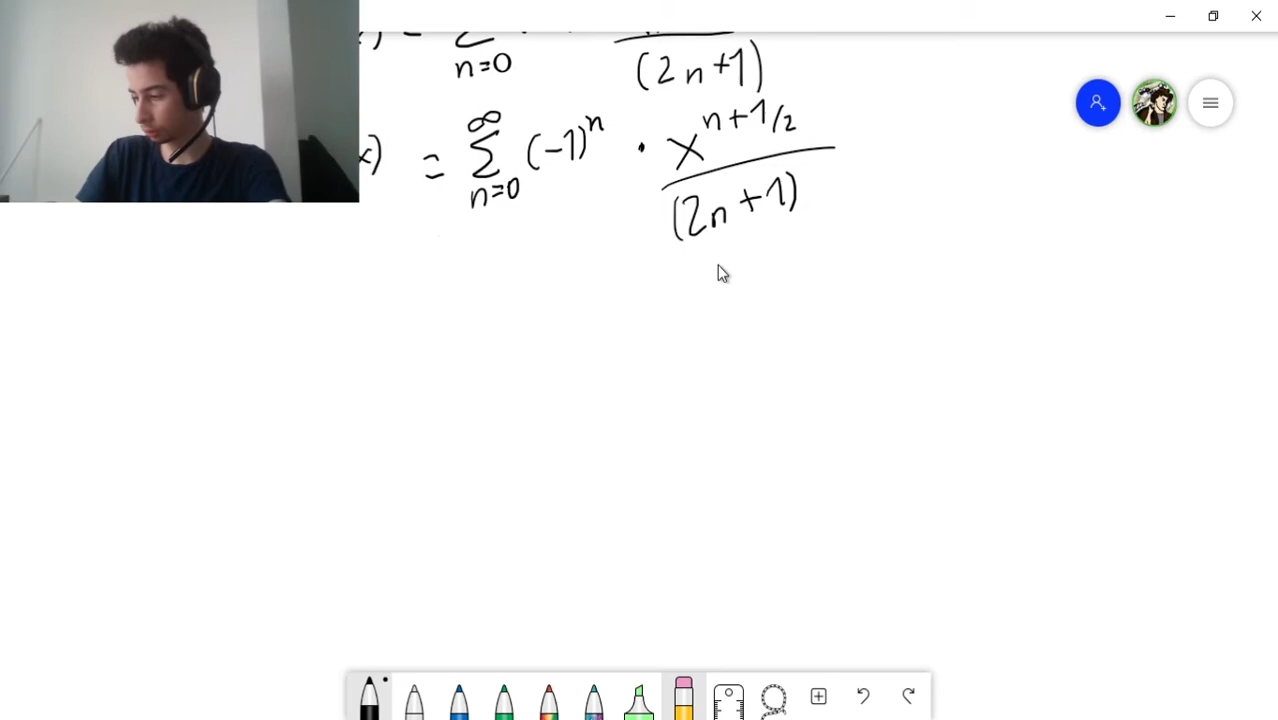 ) = Σ n=0
(2n+1)
x) = ∞ Σ n=0 (-1)^n · x^(n+1/2) / (2n+1)